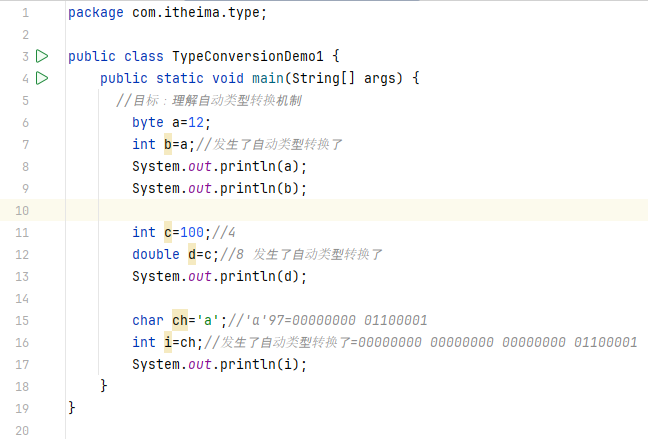 1 package com.itheima.type;
2
3 public class TypeConversionDemo1 {
4 public static void main(String[] args) {
5 //目标：理解自动类型转换机制
6 byte a=12;
7 int b=a;//发生了自动类型转换了
8 System.out.println(a);
9 System.out.println(b);
10
11 int c=100;//4
12 double d=c;//8 发生了自动类型转换了
13 System.out.println(d);
14
15 char ch='a';//'a'97=00000000 01100001
16 int i=ch;//发生了自动类型转换了=00000000 00000000 00000000 01100001
17 System.out.println(i);
18 }
19 }
20